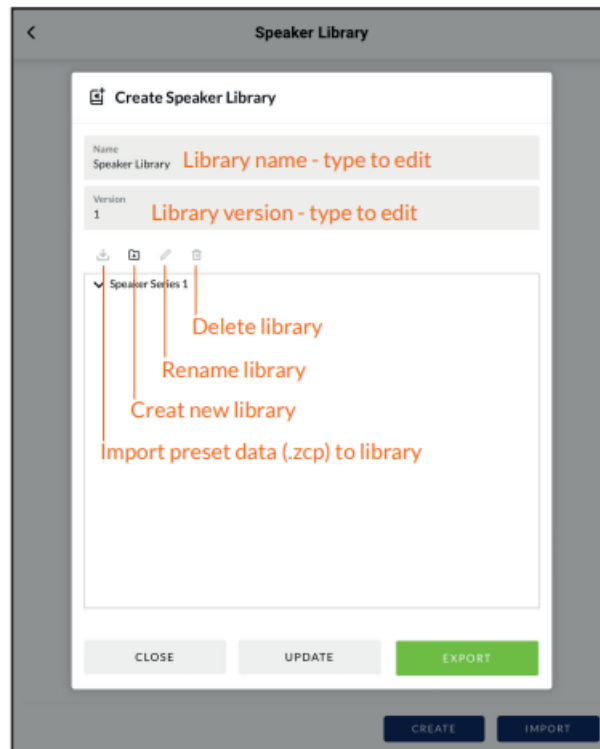 Speaker Library
Create Speaker Library
Name
Speaker Library
Library name - type to edit
Version
1
Library version - type to edit
Speaker Series 1
Delete library
Rename library
Creat new library
Import preset data (.zcp) to library
CLOSE
UPDATE
EXPORT
CREATE
IMPORT